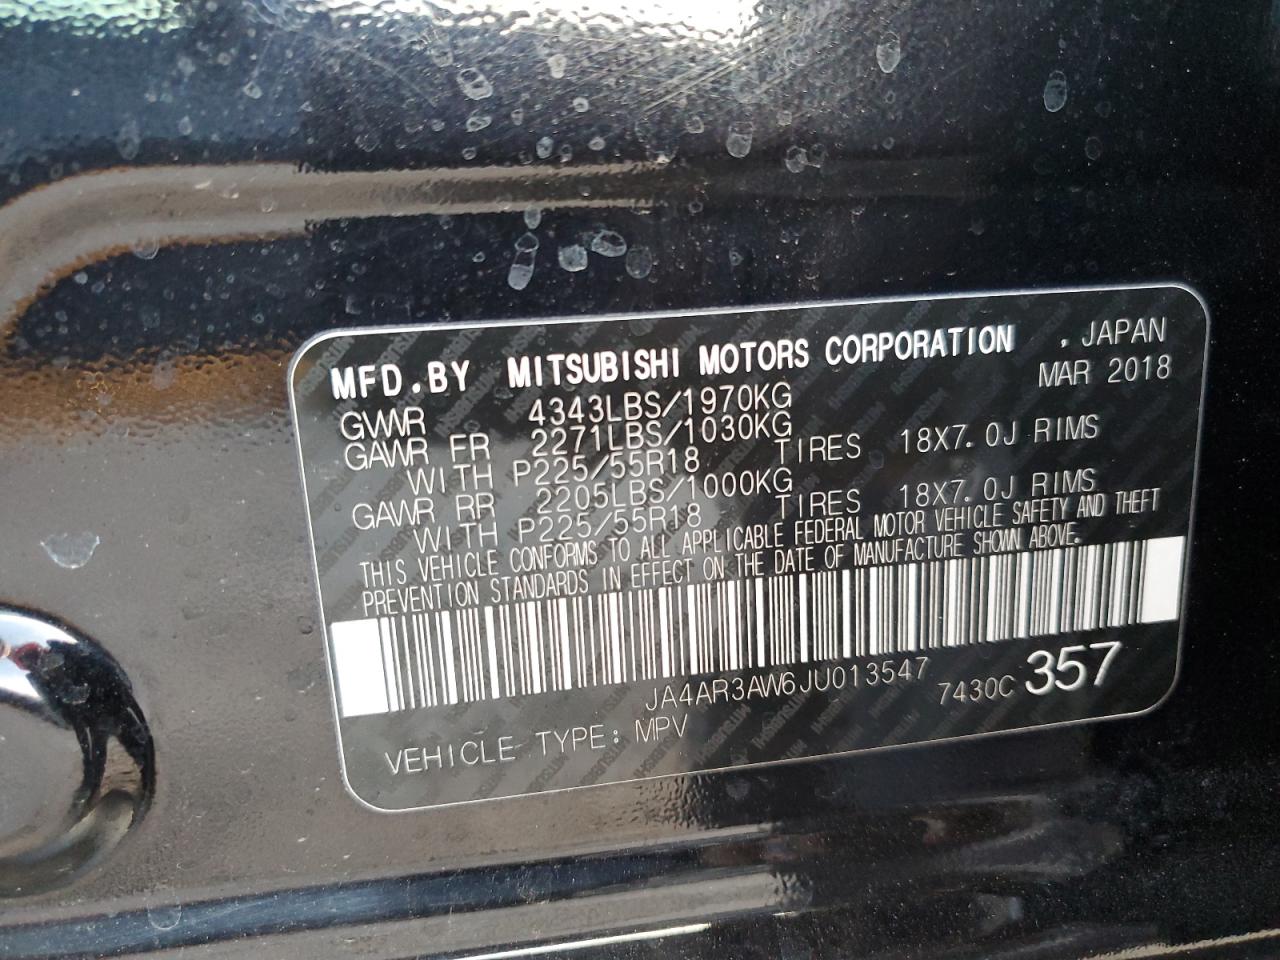 MFD.BY MITSUBISHI MOTORS CORPORATION . JAPAN
MAR 2018
GVWR 4343LBS/1970KG
GAWR FR 2271LBS/1030KG TIRES 18X7.0J RIMS
WITH P225/55R18
GAWR RR 2205LBS/1000KG TIRES 18X7.0J RIMS
WITH P225/55R18
THIS VEHICLE CONFORMS TO ALL APPLICABLE FEDERAL MOTOR VEHICLE SAFETY AND THEFT
PREVENTION STANDARDS IN EFFECT ON THE DATE OF MANUFACTURE SHOWN ABOVE.
JA4AR3AW6JU013547 7430C 357
VEHICLE TYPE: MPV